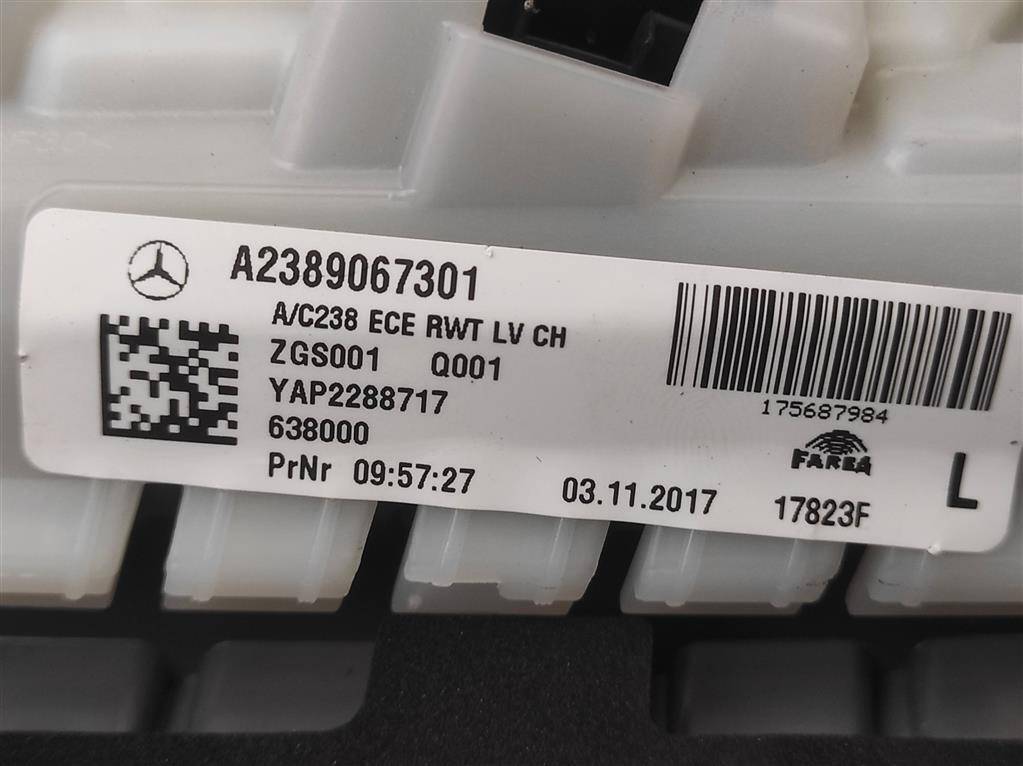 A2389067301
A/C238 ECE RWT LV CH
ZGS001 Q001
YAP2288717
638000
PrNr 09:57:27
03.11.2017
175687984
FAREA
17823F
L